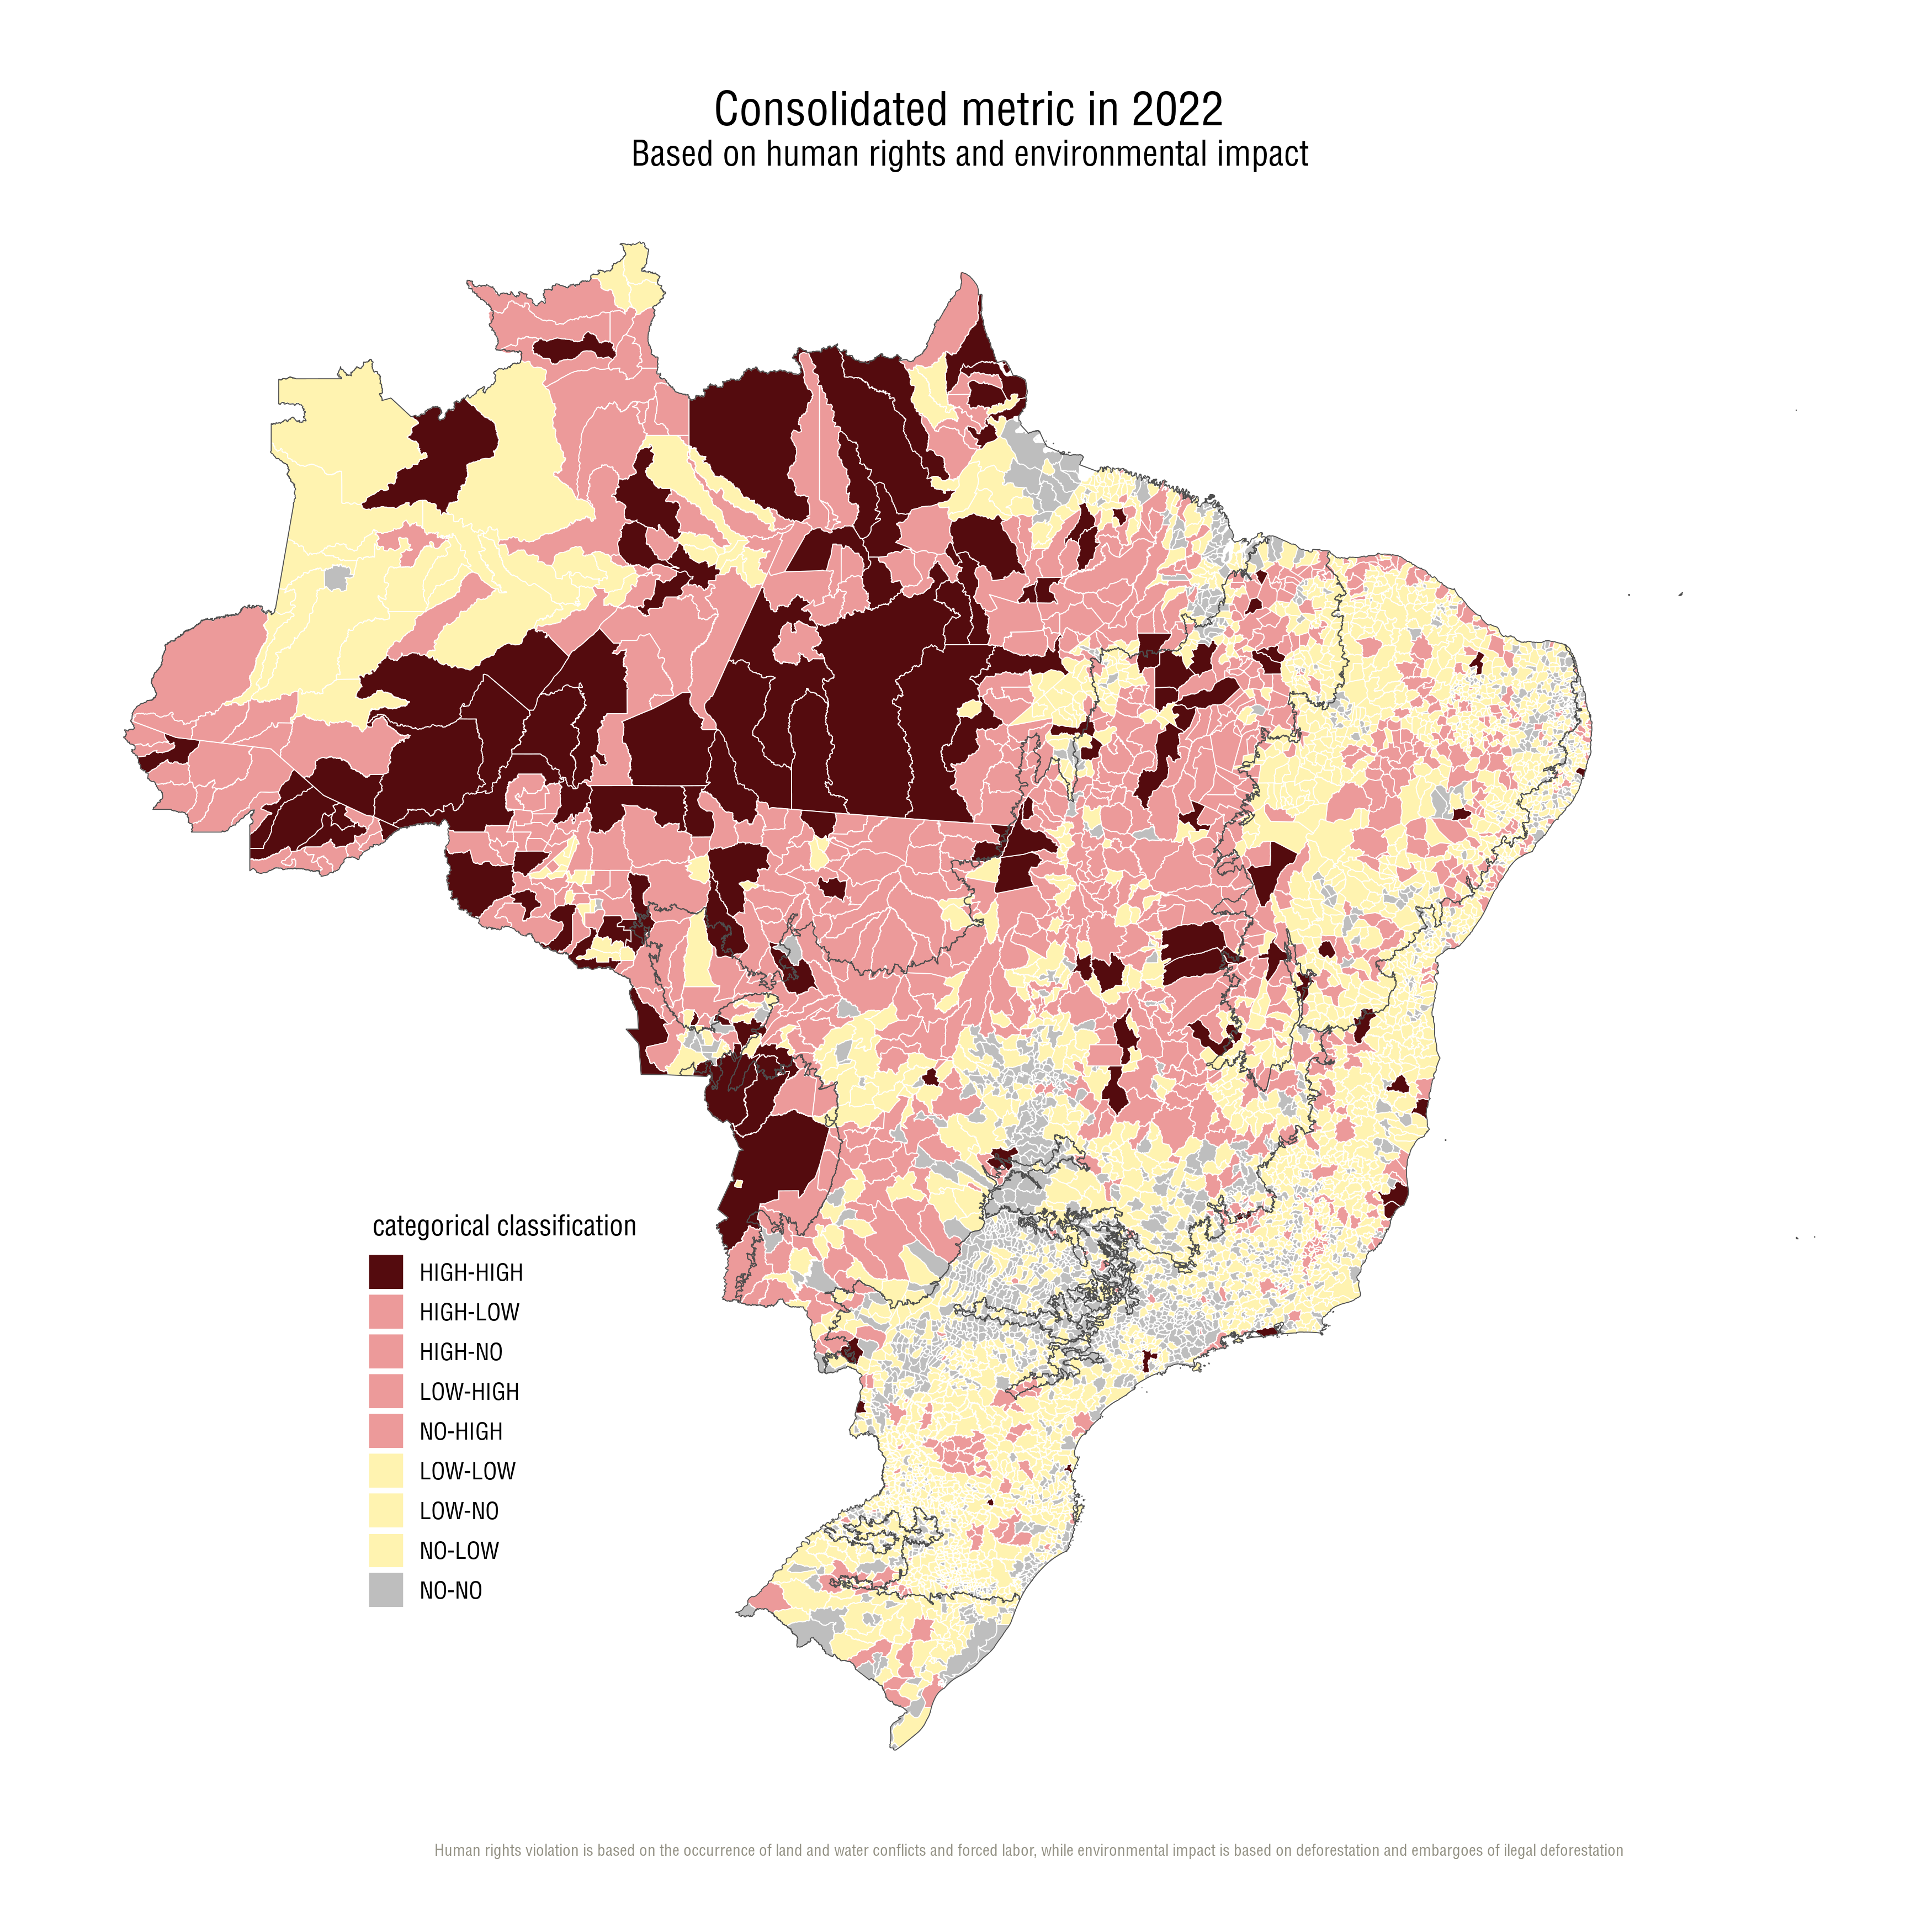 Consolidated metric in 2022
Based on human rights and environmental impact
categorical classification
HIGH-HIGH
HIGH-LOW
HIGH-NO
LOW-HIGH
NO-HIGH
LOW-LOW
LOW-NO
NO-LOW
NO-NO
Human rights violation is based on the occurrence of land and water conflicts and forced labor, while environmental impact is based on deforestation and embargoes of ilegal deforestation